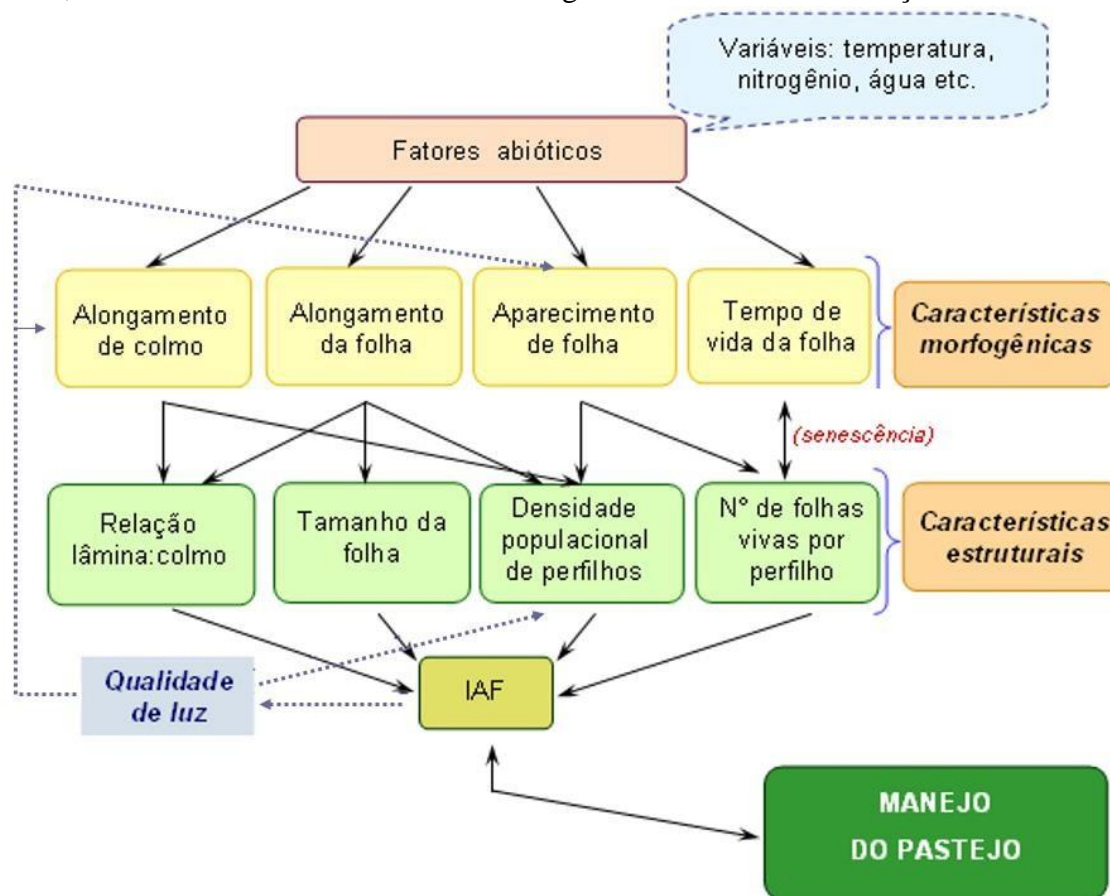 Variáveis: temperatura,
nitrogênio, água etc.
Fatores abióticos
Alongamento
de colmo
Alongamento
da folha
Aparecimento
de folha
Tempo de
vida da folha
Características
morfogênicas
(senescência)
Relação
lâmina:colmo
Tamanho da
folha
Densidade
populacional
de perfilhos
N° de folhas
vivas por
perfilho
Características
estruturais
Qualidade
de luz
IAF
MANEJO
DO PASTEJO